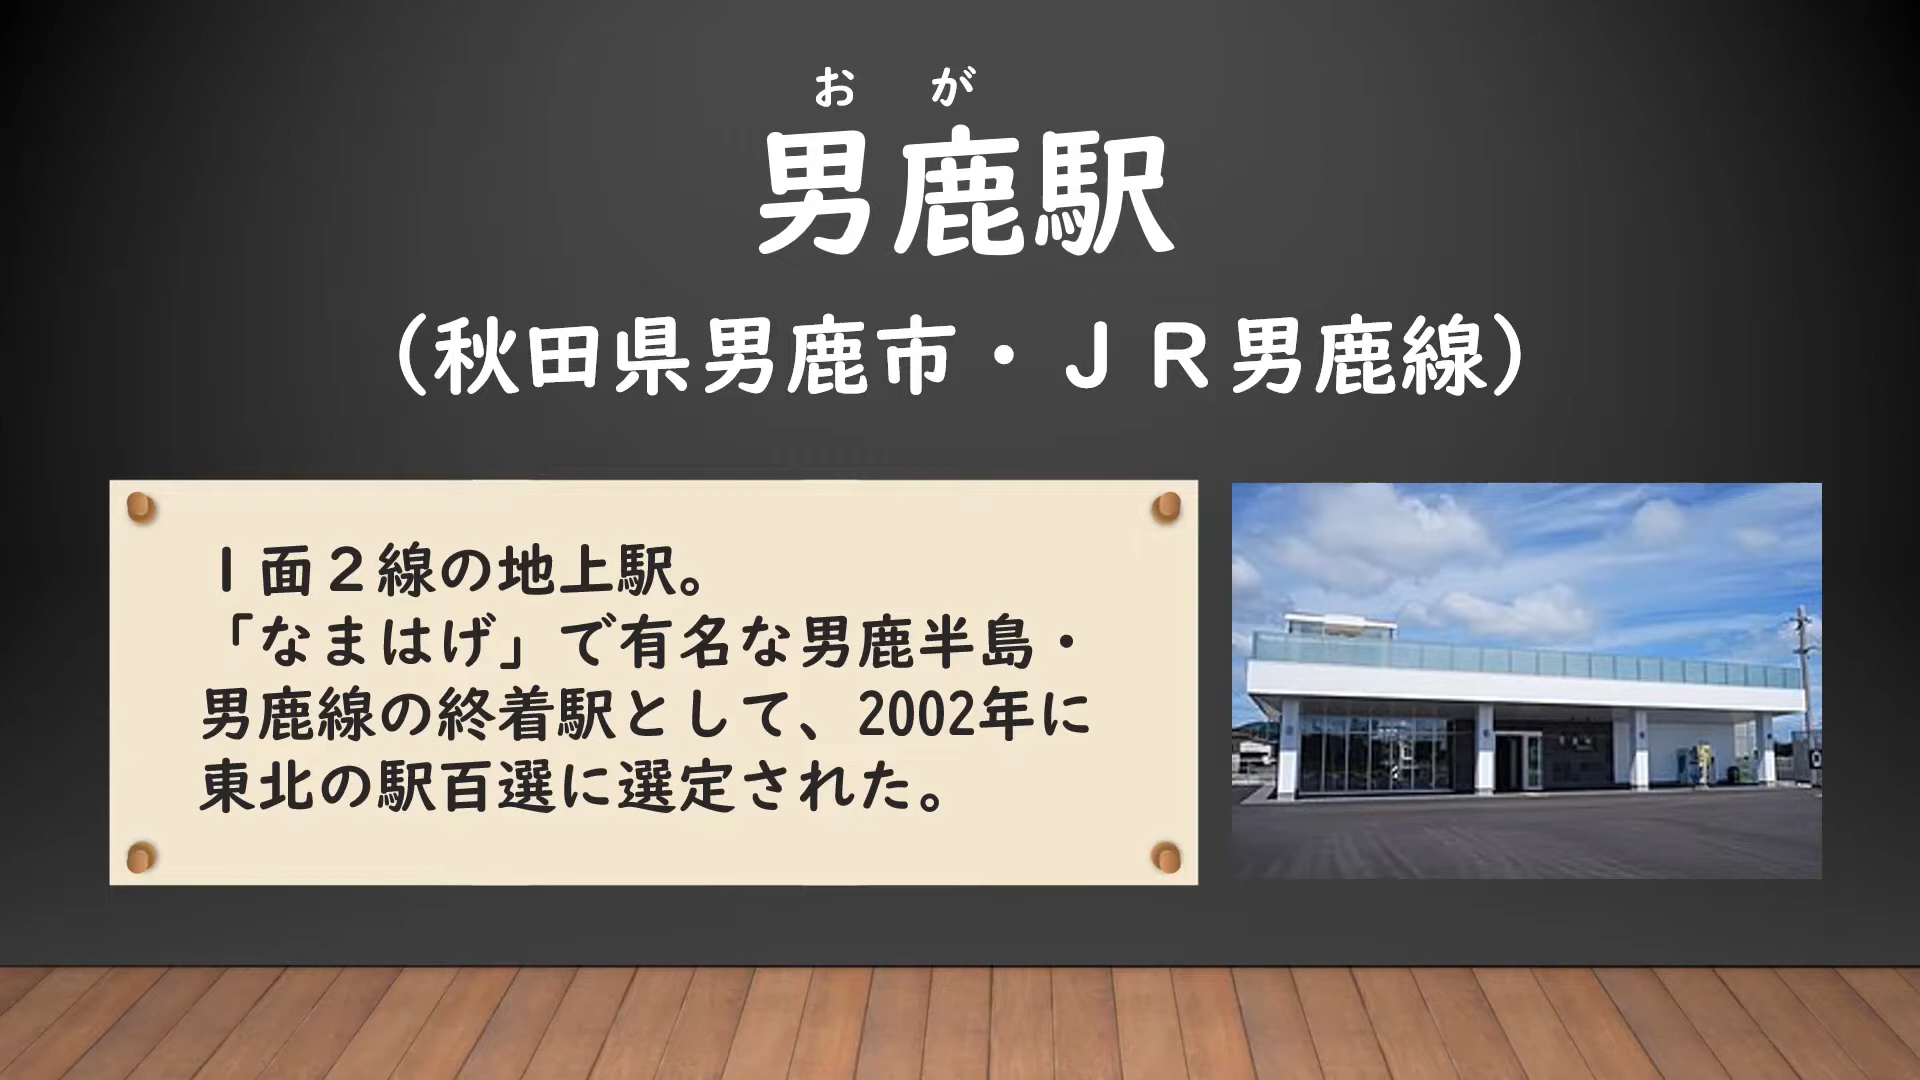 おが
男鹿駅
（秋田県男鹿市・ＪＲ男鹿線）
１面２線の地上駅。
「なまはげ」で有名な男鹿半島・
男鹿線の終着駅として、2002年に
東北の駅百選に選定された。